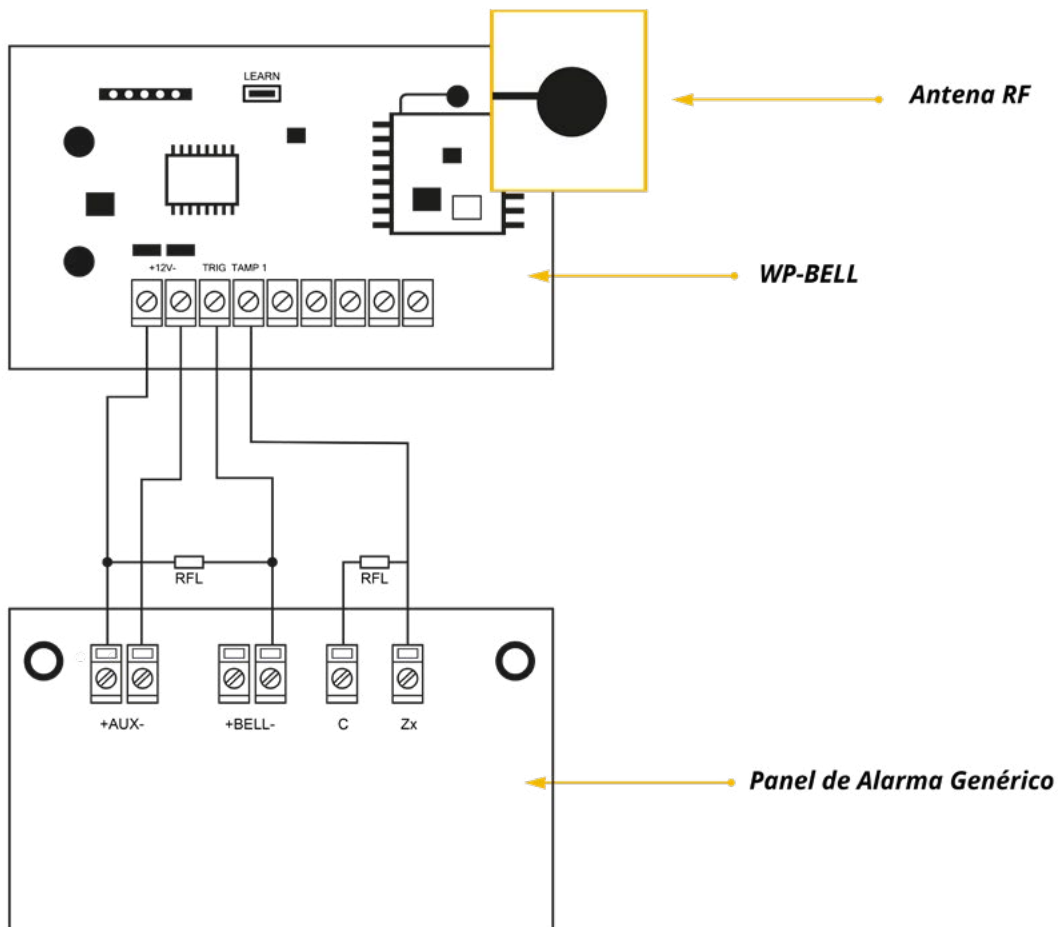 LEARN
Antena RF
WP-BELL
+12V- TRIG TAMP 1
RFL RFL
+AUX- +BELL- C Zx
Panel de Alarma Genérico